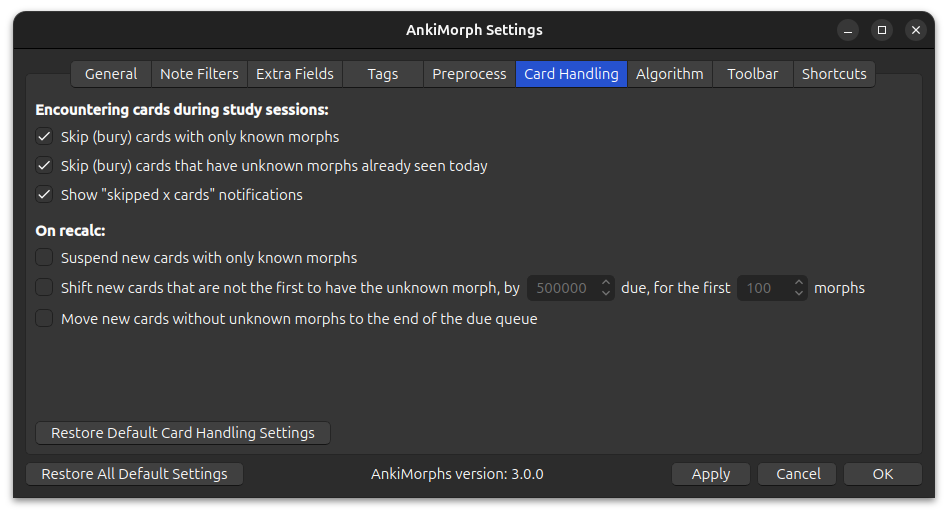 AnkiMorph Settings
General Note Filters Extra Fields Tags Preprocess Card Handling Algorithm Toolbar Shortcuts
Encountering cards during study sessions:
Skip (bury) cards with only known morphs
Skip (bury) cards that have unknown morphs already seen today
Show "skipped x cards" notifications
On recalc:
Suspend new cards with only known morphs
Shift new cards that are not the first to have the unknown morph, by 500000 due, for the first 100 morphs
Move new cards without unknown morphs to the end of the due queue
Restore Default Card Handling Settings
Restore All Default Settings AnkiMorphs version: 3.0.0 Apply Cancel OK